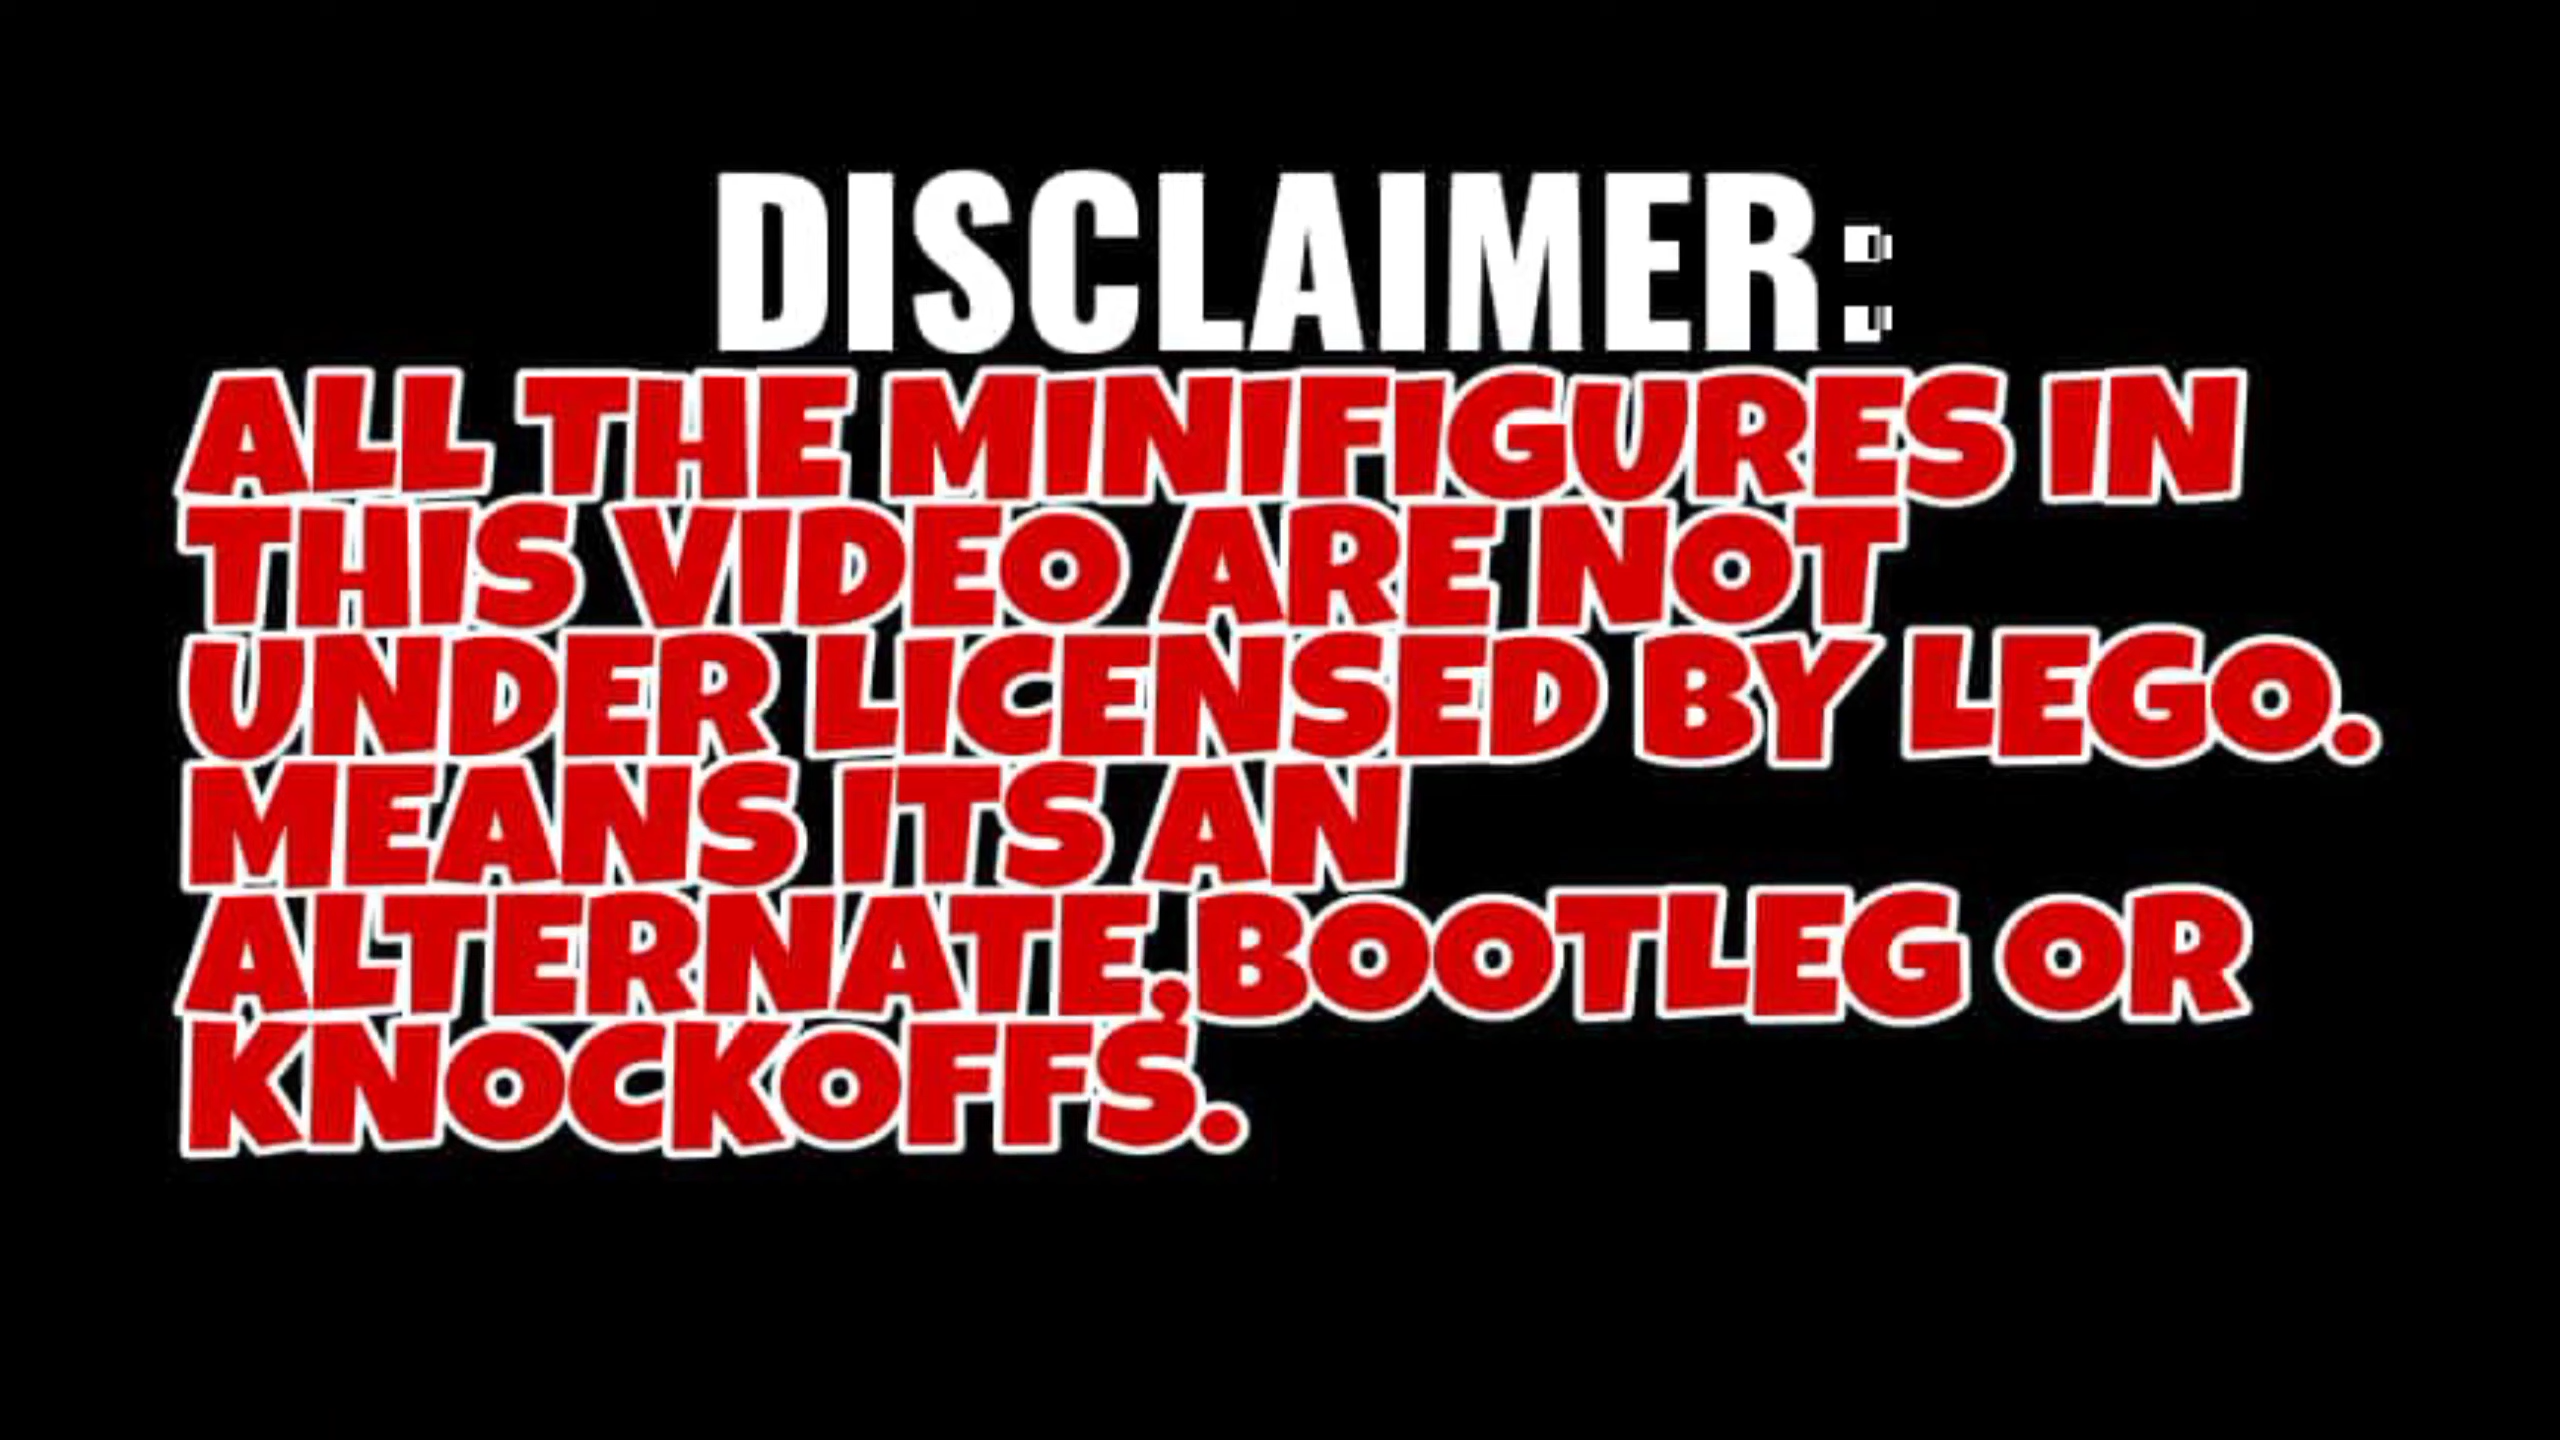 DISCLAIMER:
ALL THE MINIFIGURES IN
THIS VIDEO ARE NOT
UNDER LICENSED BY LEGO.
MEANS ITS AN
ALTERNATE,BOOTLEG OR
KNOCKOFFS.